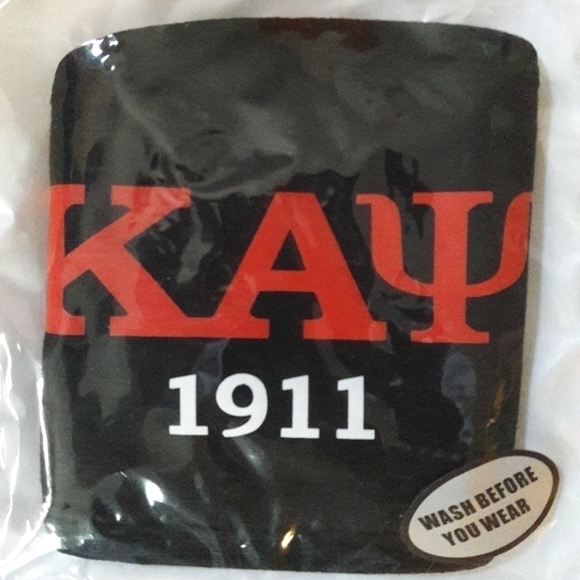 ΚΑΨ
1911
WASH BEFORE
YOU WEAR